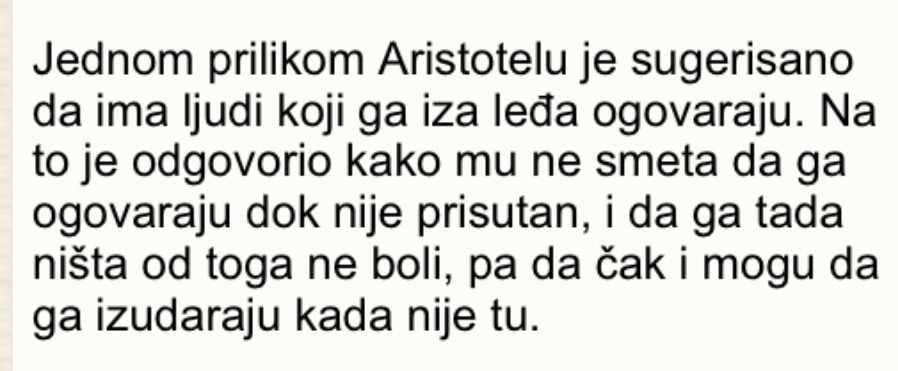 Jednom prilikom Aristotelu je sugerisano
da ima ljudi koji ga iza leđa ogovaraju. Na
to je odgovorio kako mu ne smeta da ga
ogovaraju dok nije prisutan, i da ga tada
ništa od toga ne boli, pa da čak i mogu da
ga izudaraju kada nije tu.